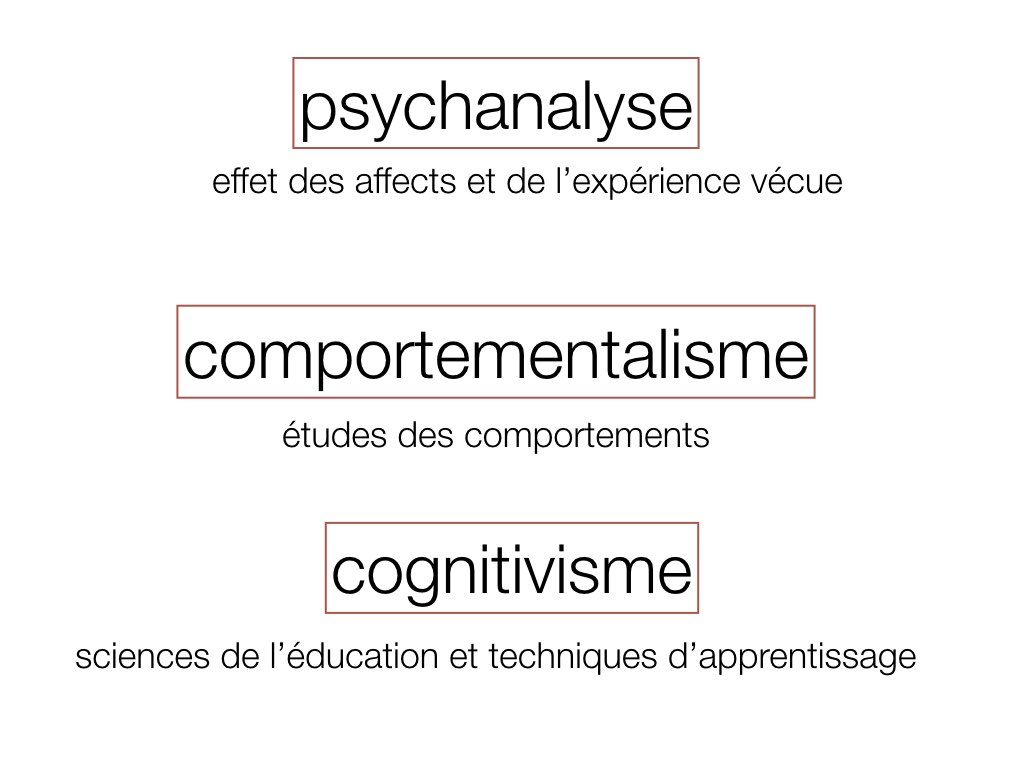 psychanalyse
effet des affects et de l’expérience vécue
comportementalisme
études des comportements
cognitivisme
sciences de l’éducation et techniques d’apprentissage